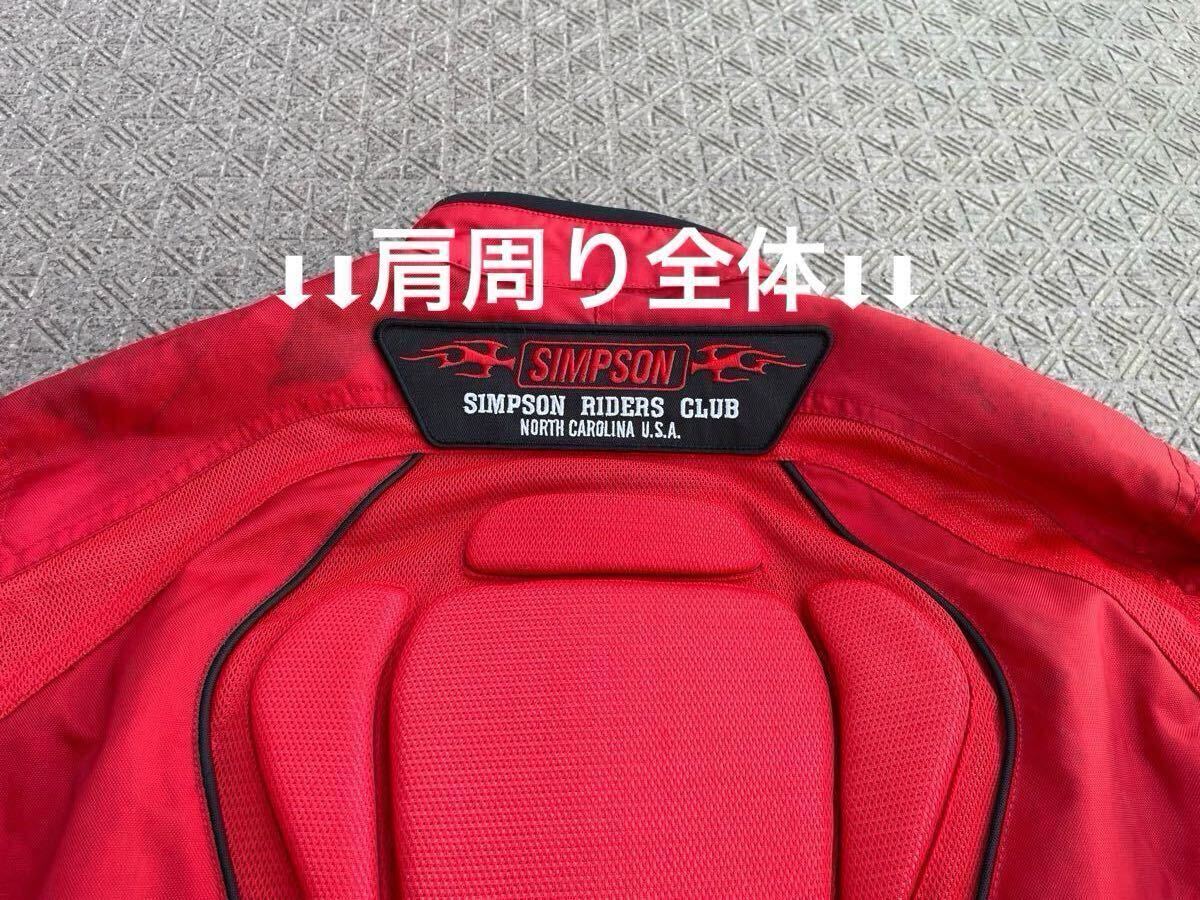 ⬇⬇肩周り全体⬇⬇
SIMPSON
SIMPSON RIDERS CLUB
NORTH CAROLINA U.S.A.